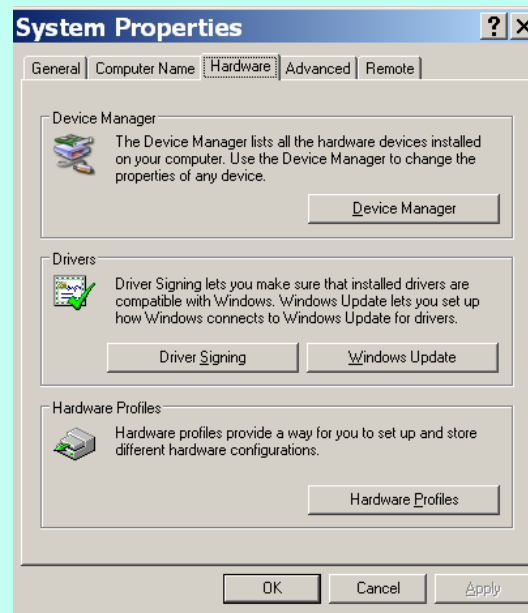 System Properties
General Computer Name Hardware Advanced Remote
Device Manager
The Device Manager lists all the hardware devices installed
on your computer. Use the Device Manager to change the
properties of any device.
Device Manager
Drivers
Driver Signing lets you make sure that installed drivers are
compatible with Windows. Windows Update lets you set up
how Windows connects to Windows Update for drivers.
Driver Signing Windows Update
Hardware Profiles
Hardware profiles provide a way for you to set up and store
different hardware configurations.
Hardware Profiles
OK Cancel Apply